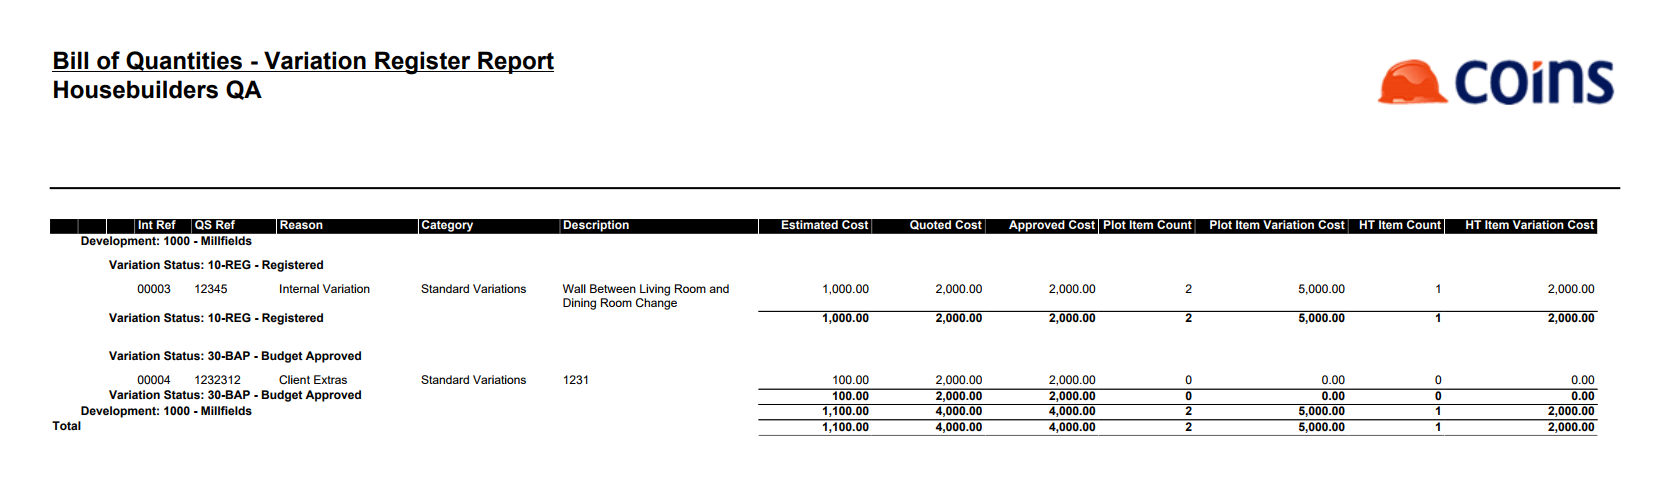 Bill of Quantities - Variation Register Report
Housebuilders QA
coins
Int Ref QS Ref Reason Category Description Estimated Cost Quoted Cost Approved Cost Plot Item Count Plot Item Variation Cost HT Item Count HT Item Variation Cost
Development: 1000 - Millfields
Variation Status: 10-REG - Registered
00003 12345 Internal Variation Standard Variations Wall Between Living Room and 1,000.00 2,000.00 2,000.00 2 5,000.00 1 2,000.00
Dining Room Change
Variation Status: 10-REG - Registered 1,000.00 2,000.00 2,000.00 2 5,000.00 1 2,000.00
Variation Status: 30-BAP - Budget Approved
00004 1232312 Client Extras Standard Variations 1231 100.00 2,000.00 2,000.00 0 0.00 0 0.00
Variation Status: 30-BAP - Budget Approved 100.00 2,000.00 2,000.00 0 0.00 0 0.00
Development: 1000 - Millfields 1,100.00 4,000.00 4,000.00 2 5,000.00 1 2,000.00
Total 1,100.00 4,000.00 4,000.00 2 5,000.00 1 2,000.00